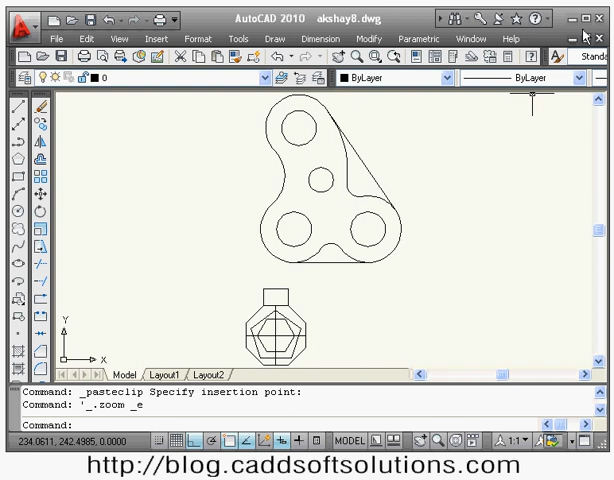 AutoCAD 2010 akshay8.dwg
File Edit View Insert Format Tools Draw Dimension Modify Parametric Window Help
Standa
0 ByLayer ByLayer
Y
X
Model Layout1 Layout2
Command: _pasteclip Specify insertion point:
Command: '_.zoom _e
Command:
234.0611, 242.4985, 0.0000 MODEL 1:1
http://blog.caddsoftsolutions.com